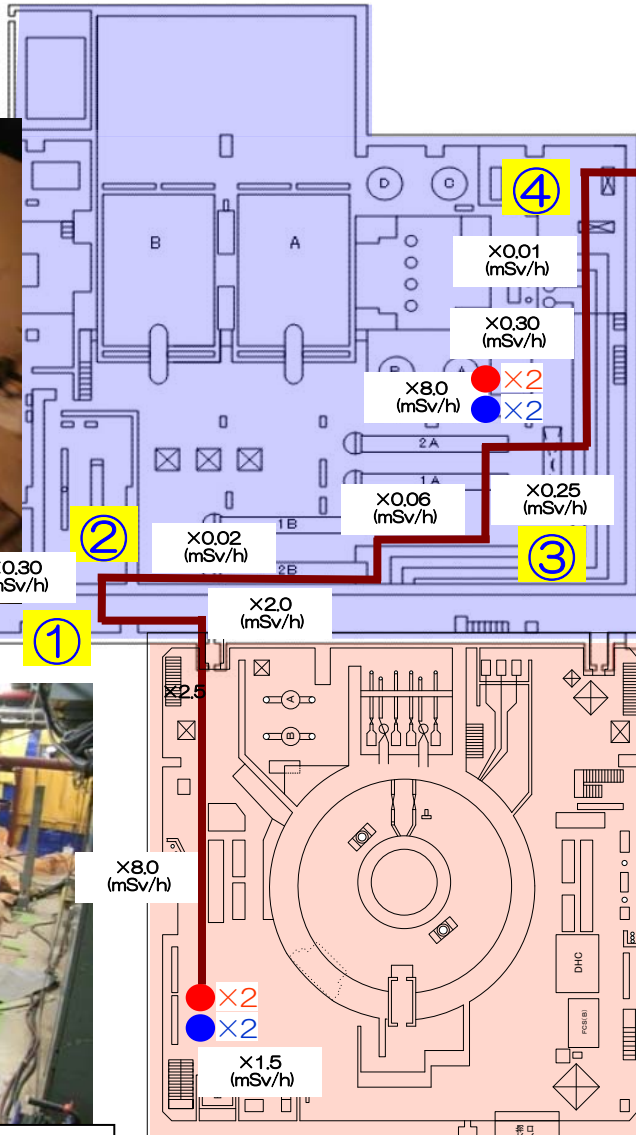 D
C
④
B
A
×0.01
(mSv/h)
×0.30
(mSv/h)
B
A
×2
×8.0
(mSv/h)
×2
2A
1A
×0.25
(mSv/h)
×0.06
(mSv/h)
②
1B
×0.02
(mSv/h)
③
2B
0.30
mSv/h)
×2.0
(mSv/h)
①
×2.5
A
B
×8.0
(mSv/h)
DHC
×2
FCS(B)
×2
×1.5
(mSv/h)